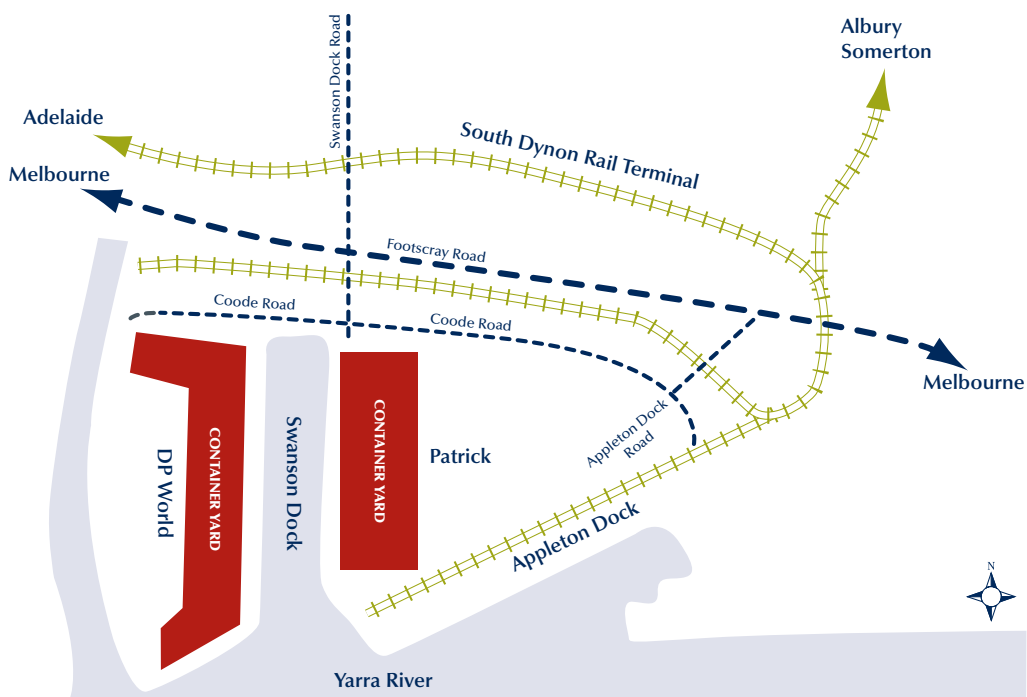 Albury
Somerton
Swanson Dock Road
Adelaide
South Dynon Rail Terminal
Melbourne
Footscray Road
Coode Road
Coode Road
Melbourne
CONTAINER YARD
DP World
Swanson Dock
CONTAINER YARD
Patrick
Appleton Dock
Road
Appleton Dock
N
Yarra River